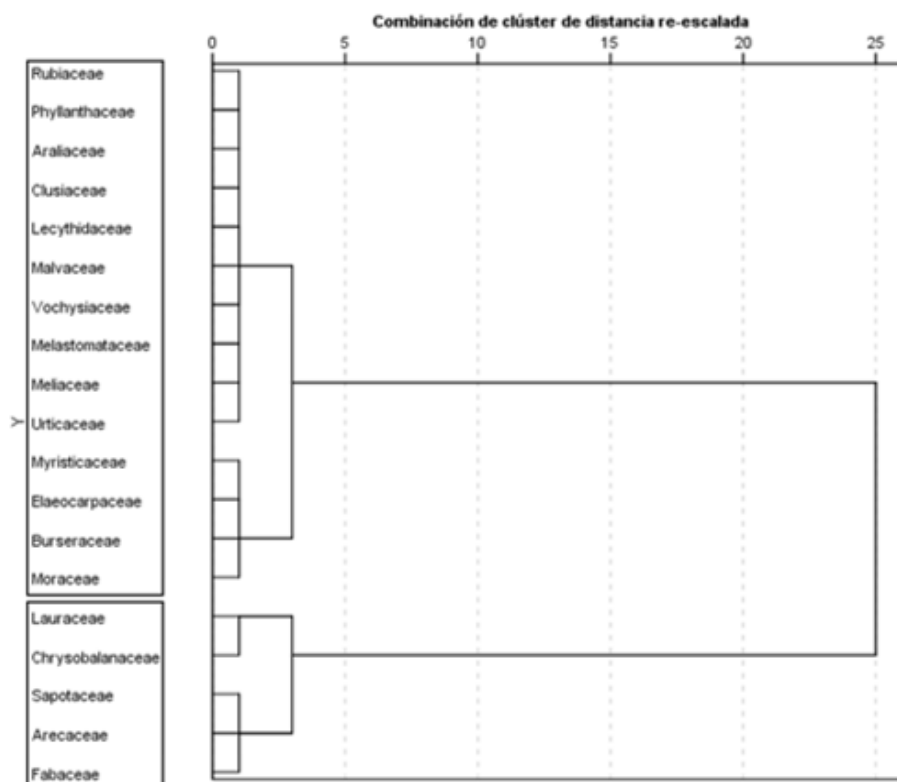 Combinación de clúster de distancia re-escalada
0 5 10 15 20 25
Rubiaceae
Phyllanthaceae
Araliaceae
Clusiaceae
Lecythidaceae
Malvaceae
Vochysiaceae
Melastomataceae
Meliaceae
Y
Urticaceae
Myristicaceae
Elaeocarpaceae
Burseraceae
Moraceae
Lauraceae
Chrysobalanaceae
Sapotaceae
Arecaceae
Fabaceae